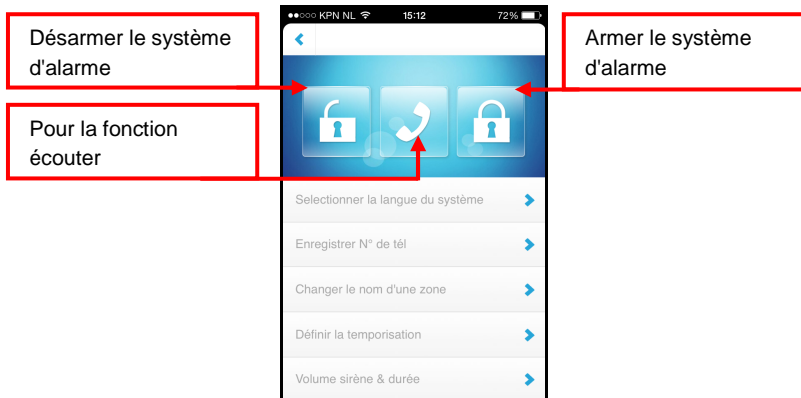 Désarmer le système
d'alarme
Pour la fonction
écouter
KPN NL 15:12 72%
Armer le système
d'alarme
Selectionner la langue du système
Enregistrer N° de tél
Changer le nom d'une zone
Définir la temporisation
Volume sirène & durée